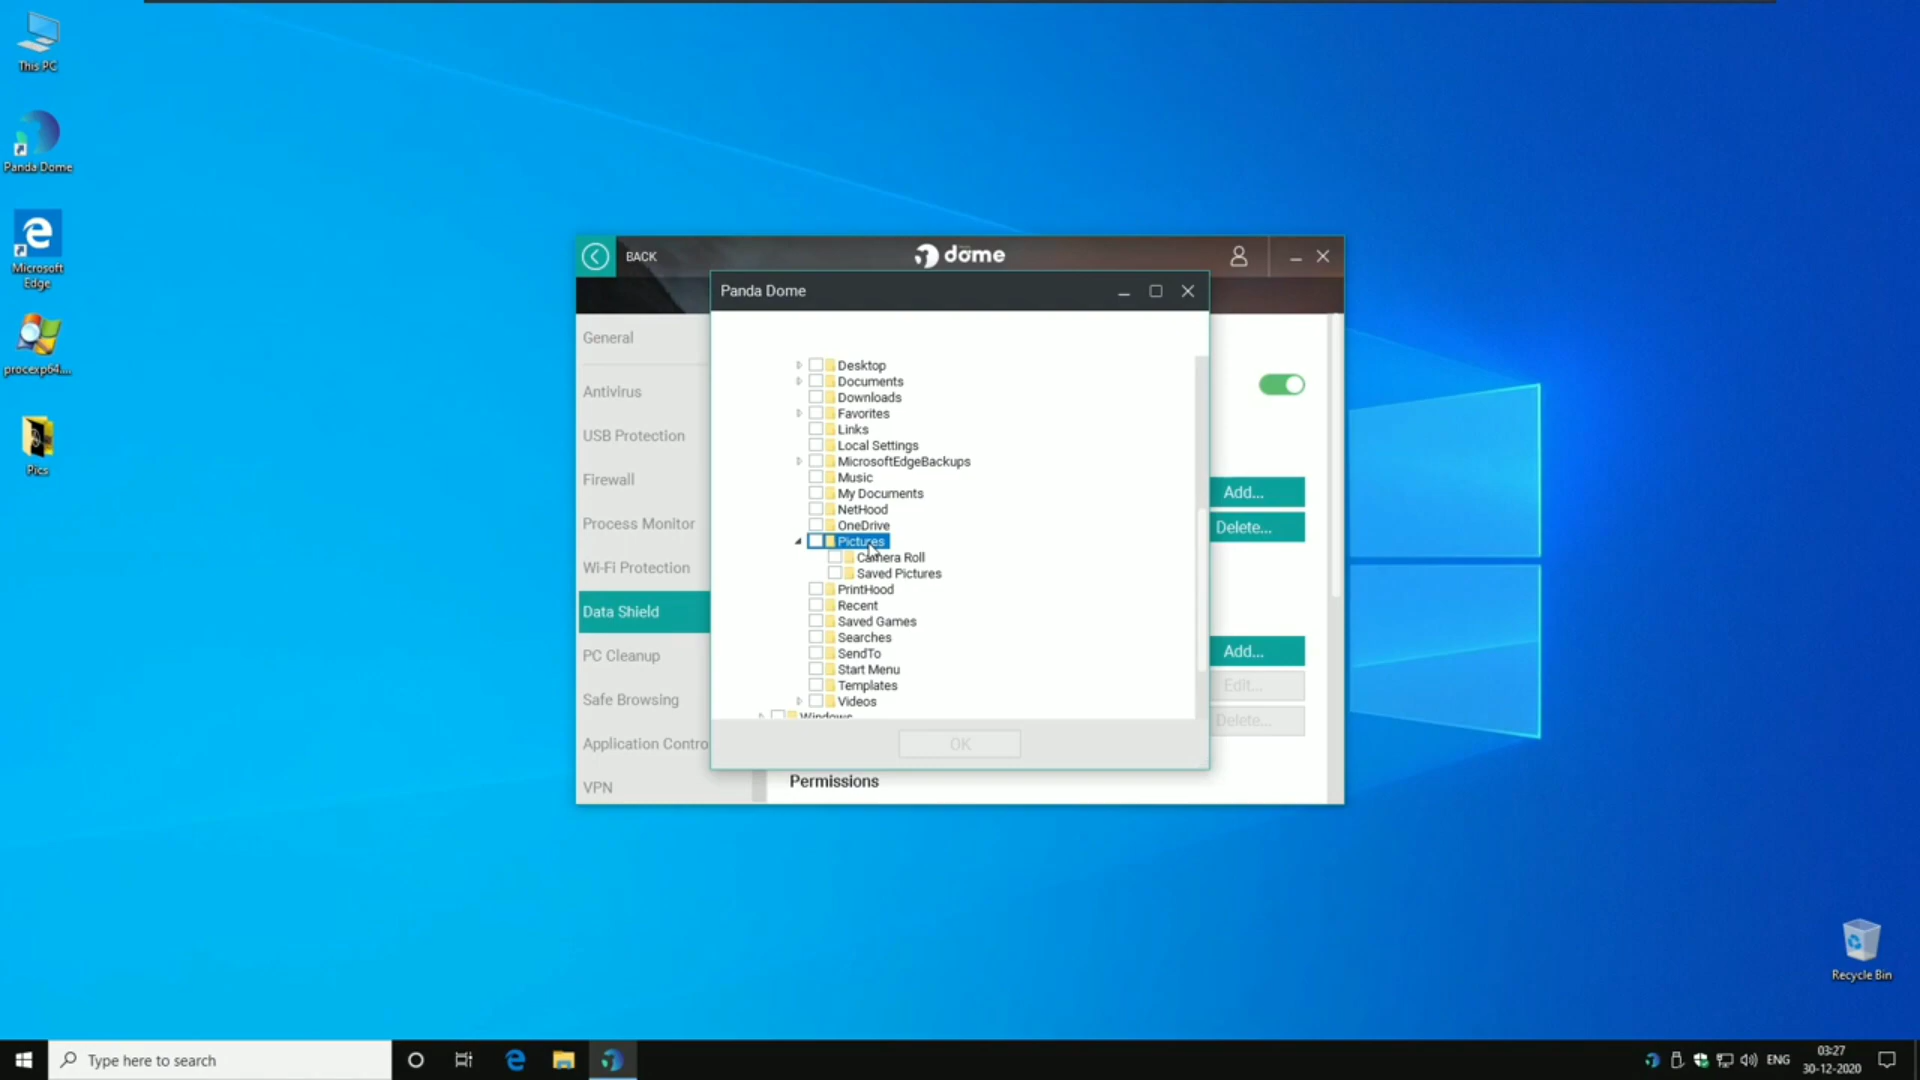 This PC
Panda Dome
Microsoft
Edge
procexp64....
Pics
BACK
dome
Panda Dome
General
Antivirus
USB Protection
Firewall
Process Monitor
Wi-Fi Protection
Data Shield
PC Cleanup
Safe Browsing
Application Contro
VPN
Desktop
Documents
Downloads
Favorites
Links
Local Settings
MicrosoftEdgeBackups
Music
My Documents
NetHood
OneDrive
Pictures
Camera Roll
Saved Pictures
PrintHood
Recent
Saved Games
Searches
SendTo
Start Menu
Templates
Videos
Windows
OK
Add...
Delete...
Add...
Edit...
Delete...
Permissions
Recycle Bin
Type here to search
ENG
03:27
30-12-2020